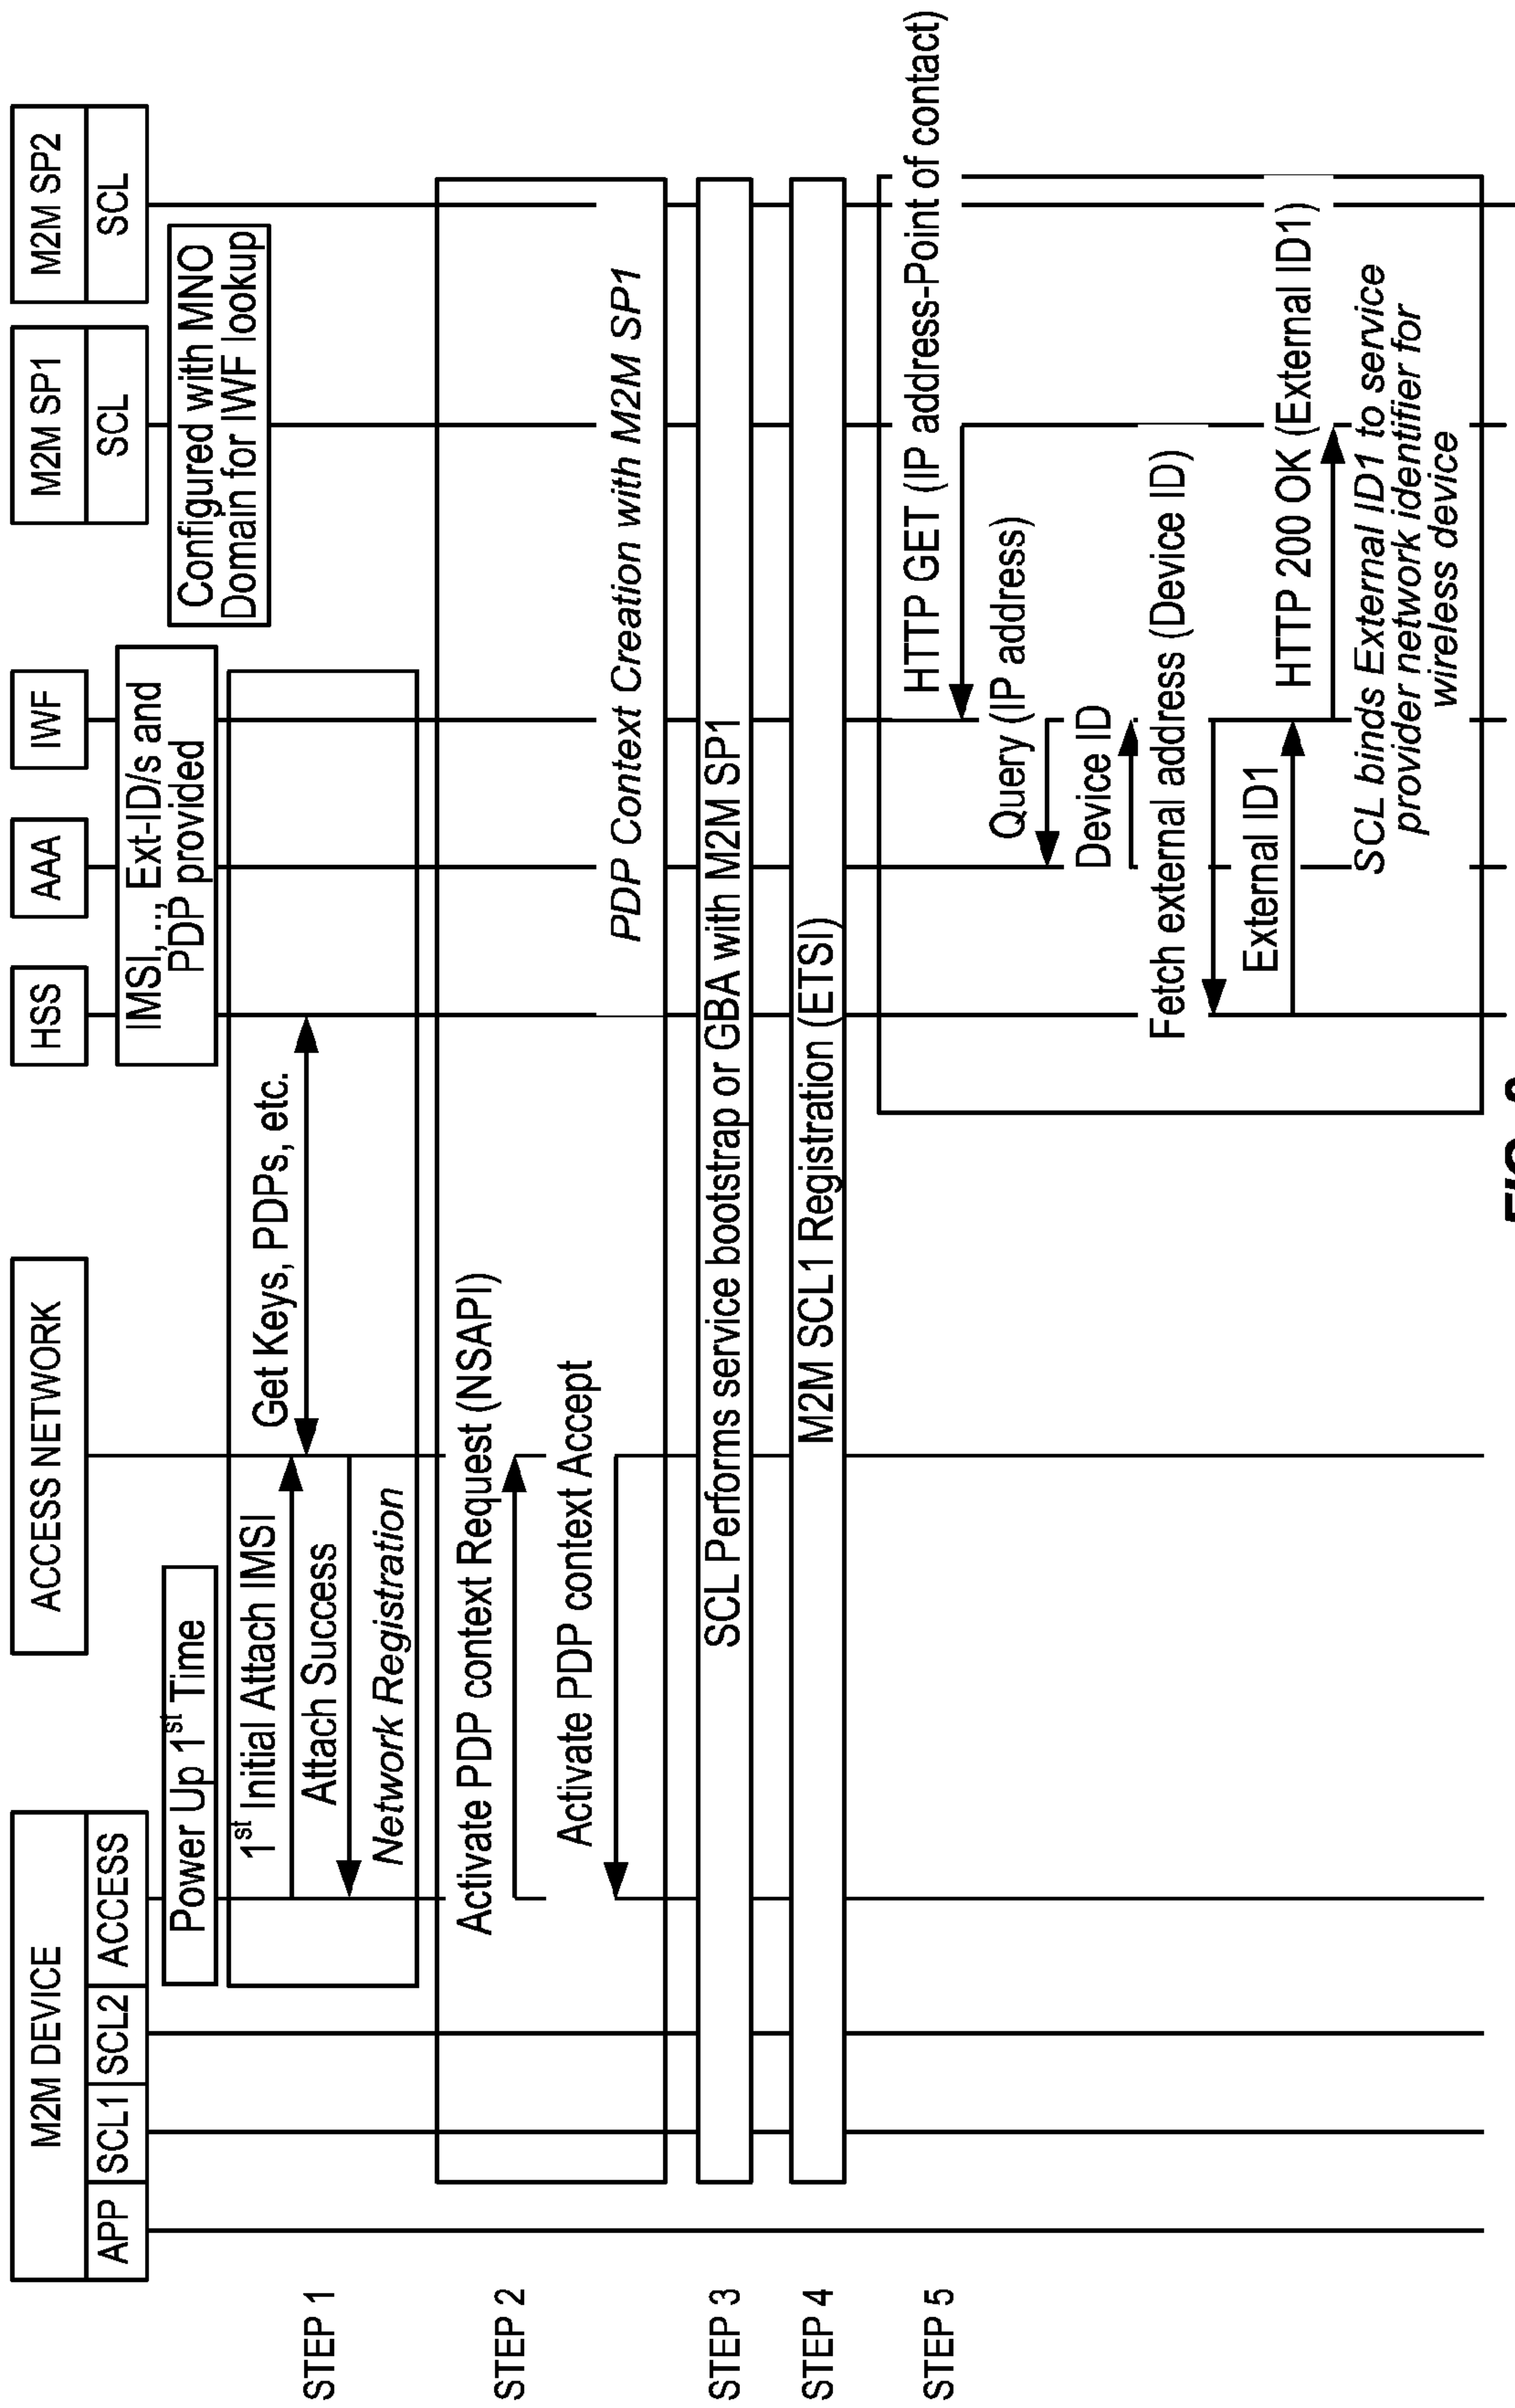 M2M DEVICE
APP
SCL1
SCL2
ACCESS
ACCESS NETWORK
HSS
AAA
IWF
M2M SP1
SCL
M2M SP2
SCL
Power Up 1st Time
IMSI, ..., Ext-ID/s and
PDP provided
Configured with MNO
Domain for IWF lookup
STEP 1
1st Initial Attach IMSI
Get Keys, PDPs, etc.
Attach Success
Network Registration
STEP 2
Activate PDP context Request (NSAPI)
Activate PDP context Accept
PDP Context Creation with M2M SP1
STEP 3
SCL Performs service bootstrap or GBA with M2M SP1
STEP 4
M2M SCL1 Registration (ETSI)
STEP 5
HTTP GET (IP address-Point of contact)
Query (IP address)
Device ID
Fetch external address (Device ID)
External ID1
HTTP 200 OK (External ID1)
SCL binds External ID1 to service
provider network identifier for
wireless device